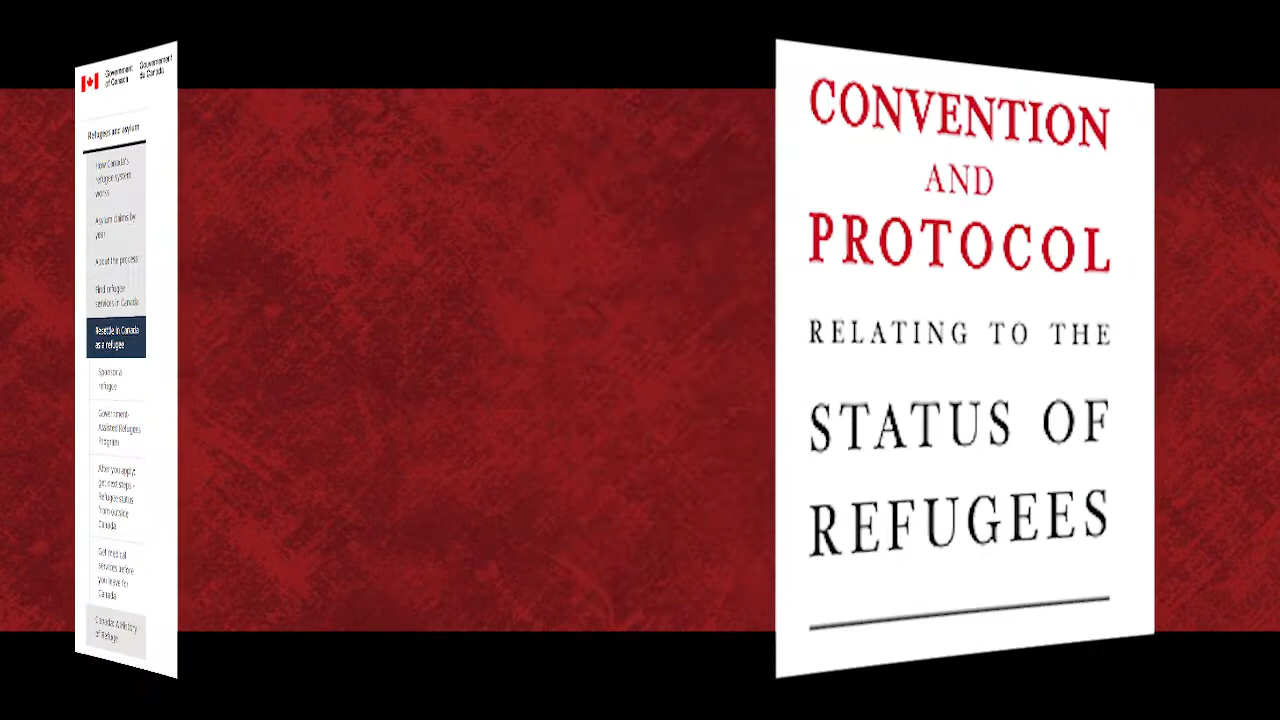 Government
of Canada
Gouvernement
du Canada
Refugees and asylum
How Canada's
refugee system
works
Asylum claims by
year
About the process
Find refugee
services in Canada
Resettle in Canada
as a refugee
Sponsor a
refugee
Government-
Assisted Refugees
Program
After you apply:
get next steps –
Refugee status
from outside
Canada
Get medical
services before
you leave for
Canada
Canada: A History
of Refuge
CONVENTION
AND
PROTOCOL
RELATING TO THE
STATUS OF
REFUGEES